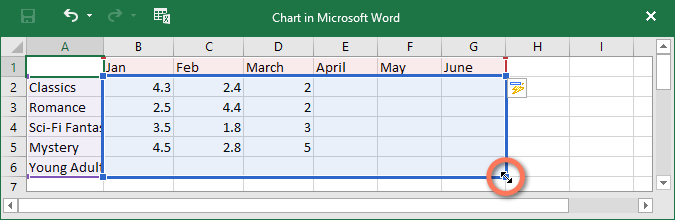 Chart in Microsoft Word
A B C D E F G H I
1 Jan Feb March April May June
2 Classics 4.3 2.4 2
3 Romance 2.5 4.4 2
4 Sci-Fi Fantas 3.5 1.8 3
5 Mystery 4.5 2.8 5
6 Young Adult
7